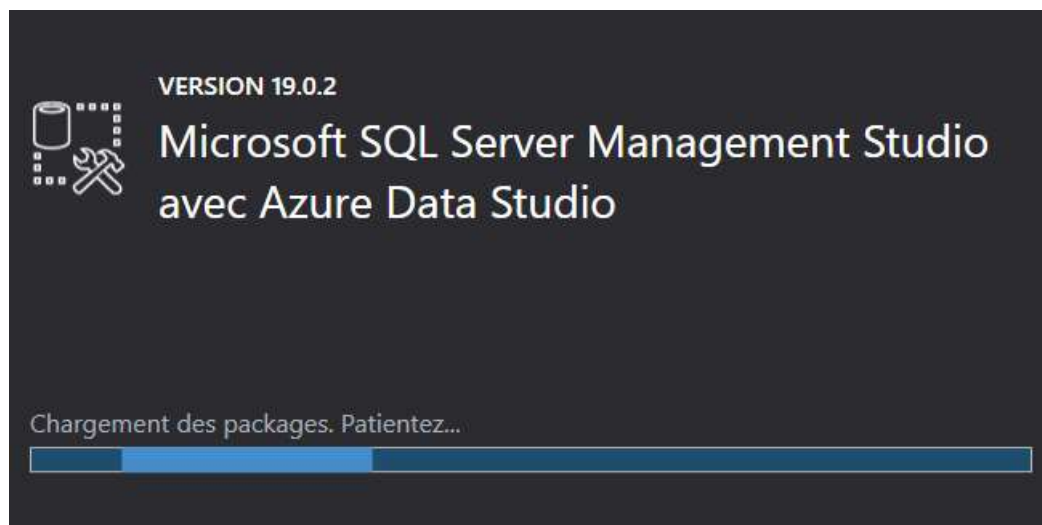 VERSION 19.0.2
Microsoft SQL Server Management Studio
avec Azure Data Studio
Chargement des packages. Patientez...